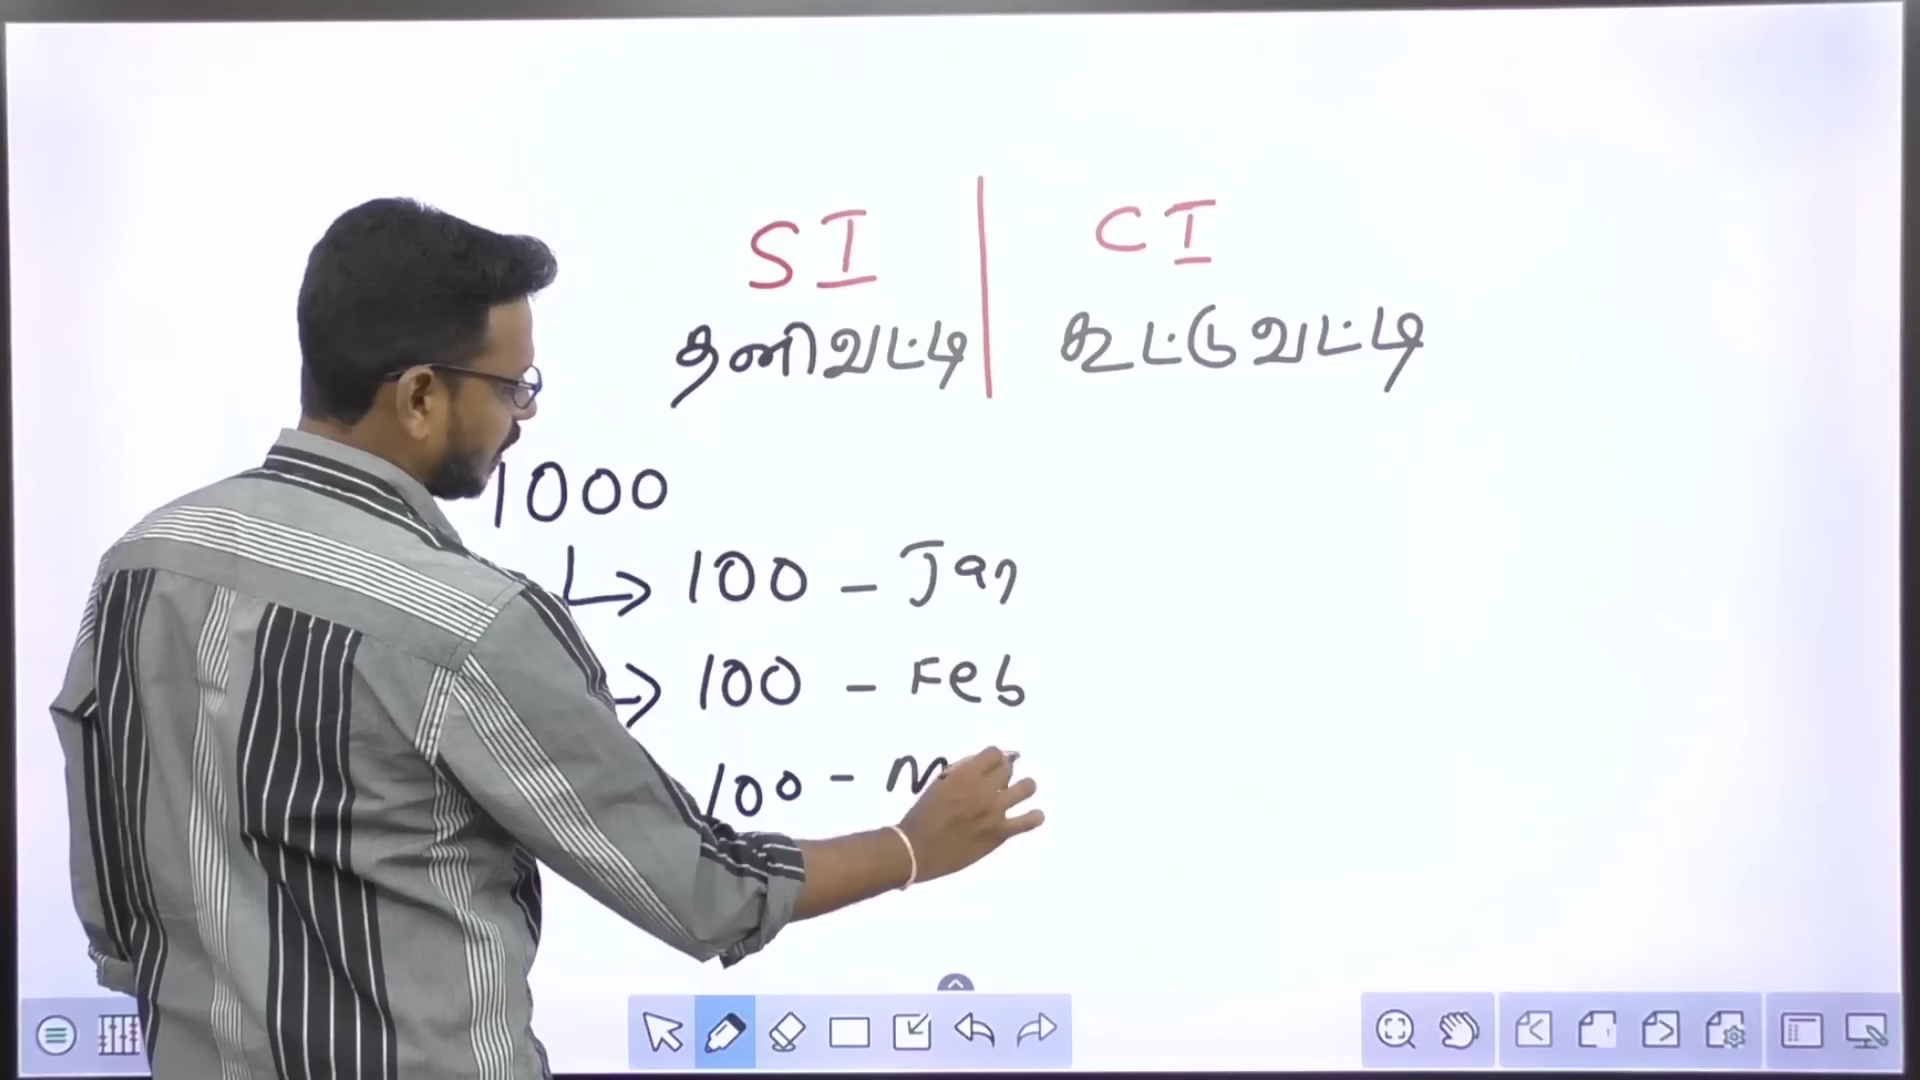 SI | CI
தனிவட்டி | கூட்டுவட்டி
1000
100 - Jan
100 - Feb
100 - M